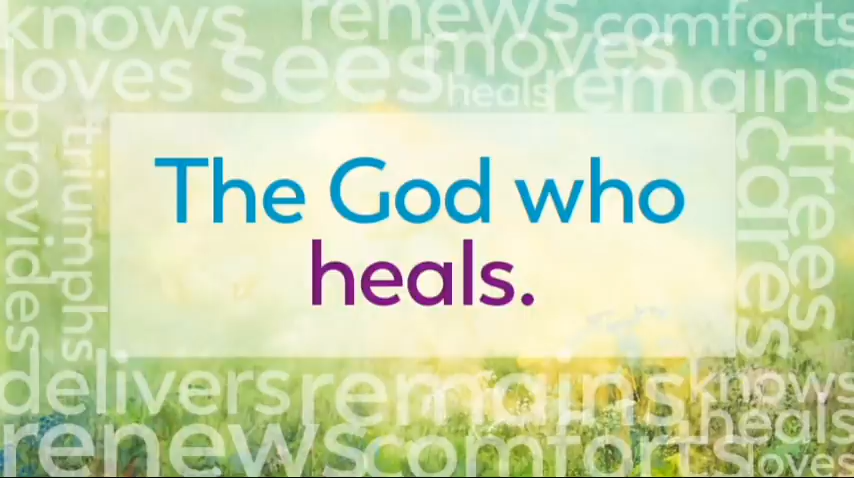 knows
renews
comforts
loves
sees
moves
heals
remains
provides
triumphs
The God who
heals.
cares
frees
delivers
remains
knows
heals
renews
comforts
loves